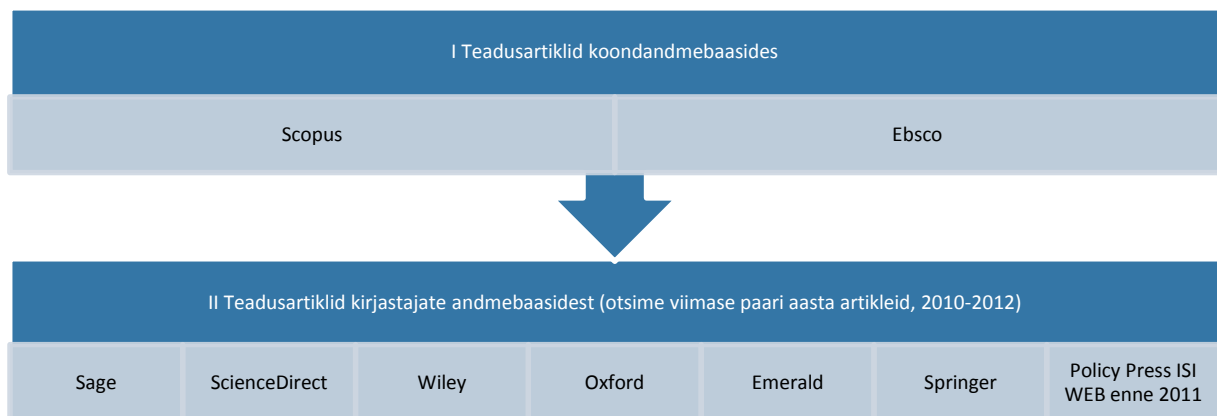 I Teadusartiklid koondandmebaasides
Scopus
Ebsco
II Teadusartiklid kirjastajate andmebaasidest (otsime viimase paari aasta artikleid, 2010-2012)
Sage
ScienceDirect
Wiley
Oxford
Emerald
Springer
Policy Press ISI
WEB enne 2011